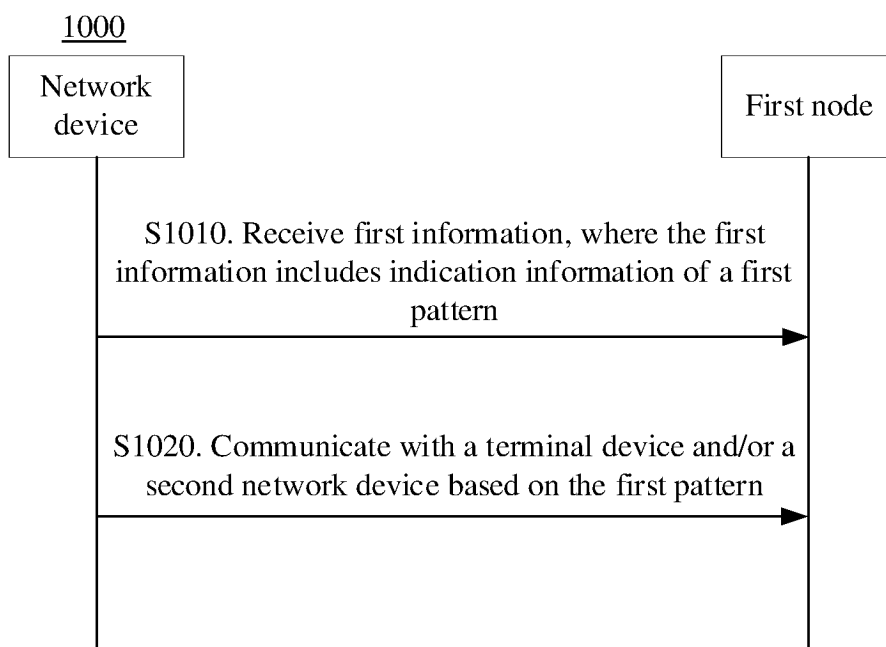 1000
Network
device
First node
S1010. Receive first information, where the first
information includes indication information of a first
pattern
S1020. Communicate with a terminal device and/or a
second network device based on the first pattern